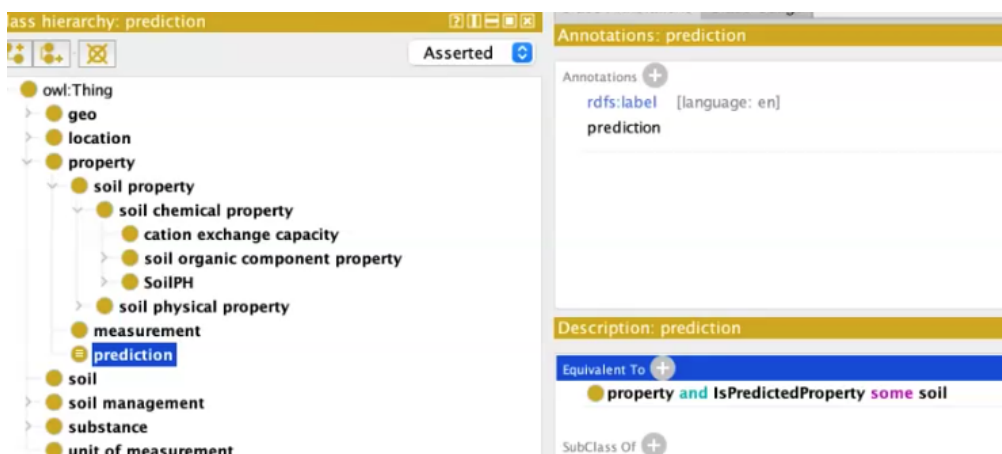 ass hierarchy: prediction
Asserted
owl:Thing
geo
location
property
soil property
soil chemical property
cation exchange capacity
soil organic component property
SoilPH
soil physical property
measurement
prediction
soil
soil management
substance
unit of measurement
Annotations: prediction
Annotations
rdfs:label [language: en]
prediction
Description: prediction
Equivalent To
property and IsPredictedProperty some soil
SubClass Of